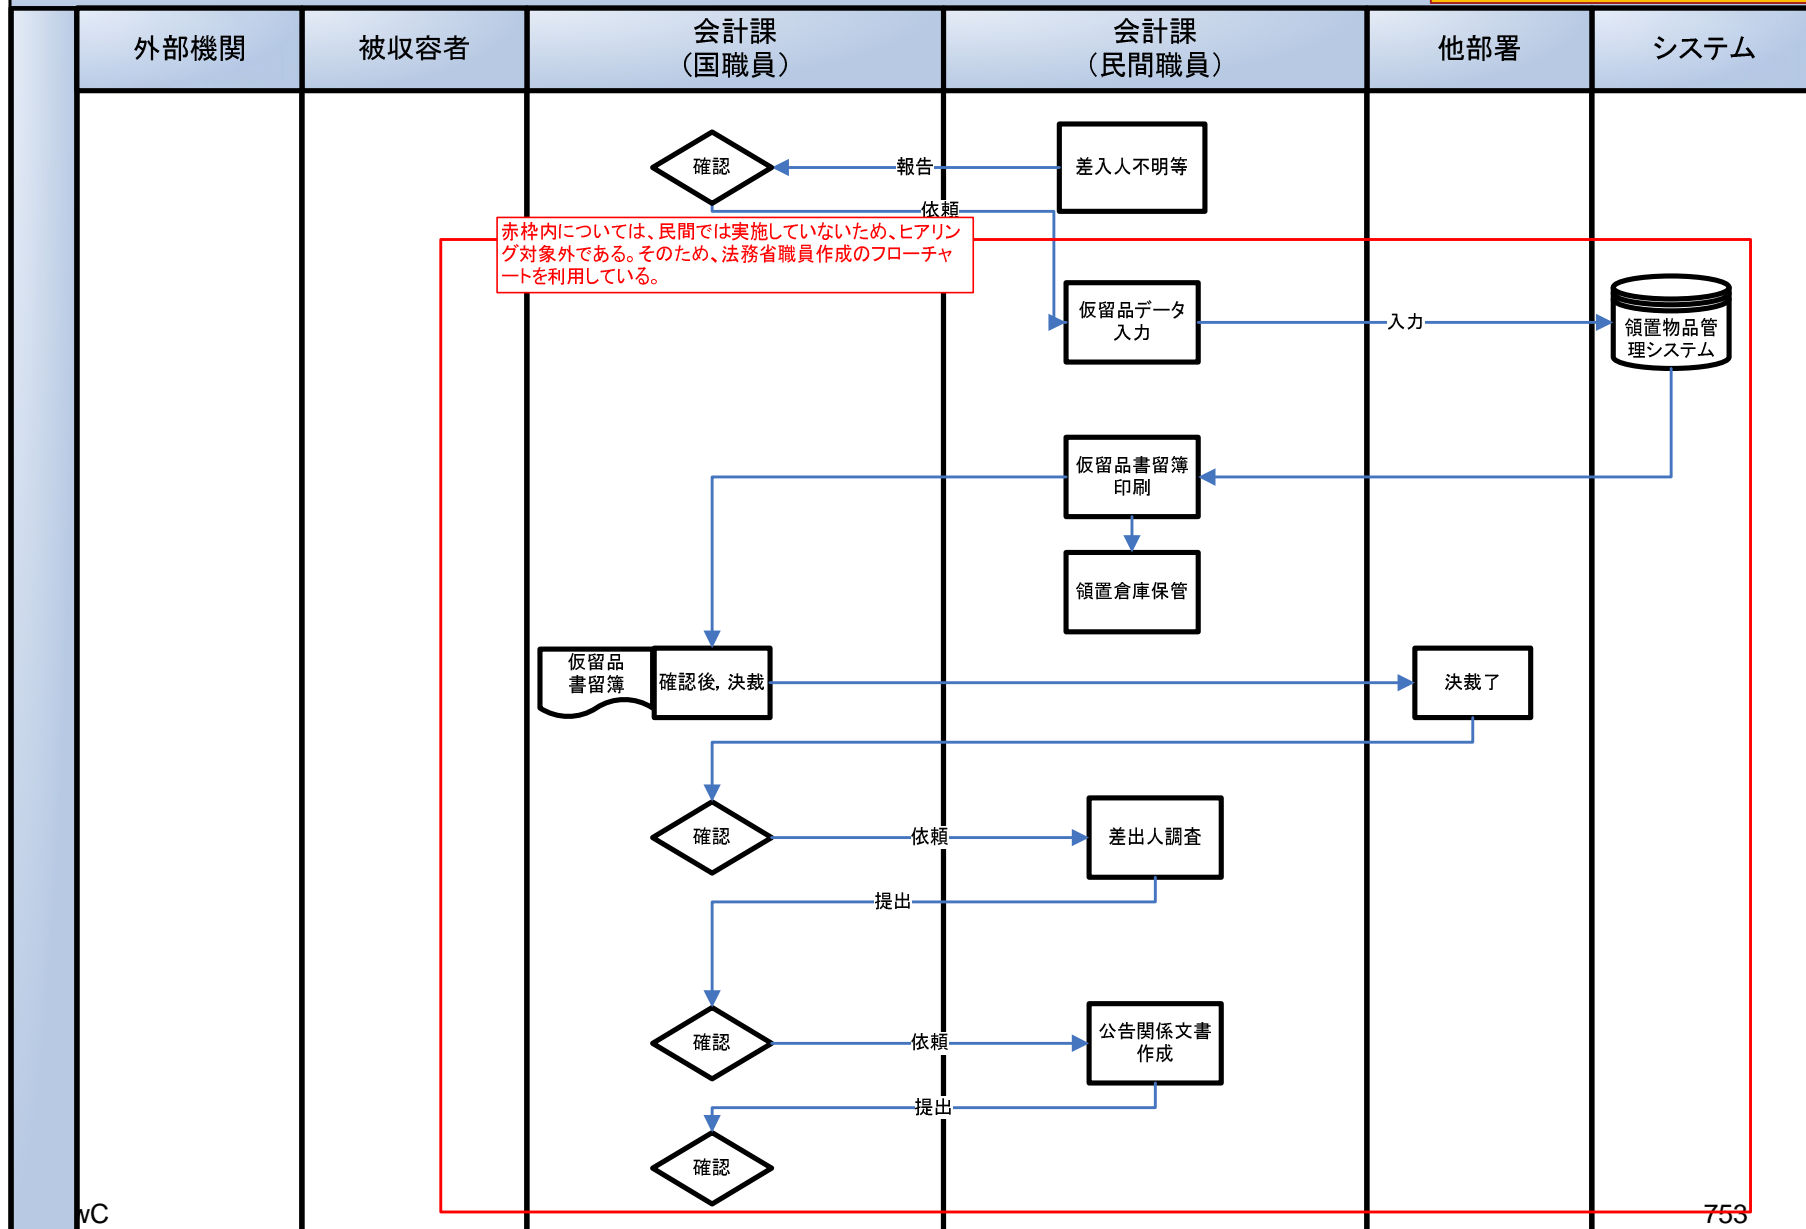 外部機関
被収容者
会計課
（国職員）
会計課
（民間職員）
他部署
システム
確認
報告
差入人不明等
依頼
赤枠内については、民間では実施していないため、ヒアリン
グ対象外である。そのため、法務省職員作成のフローチャ
ートを利用している。
仮留品データ
入力
入力
領置物品管
理システム
仮留品書留簿
印刷
領置倉庫保管
仮留品
書留簿
確認後，決裁
決裁了
確認
依頼
差出人調査
提出
確認
依頼
公告関係文書
作成
提出
確認
wC
753